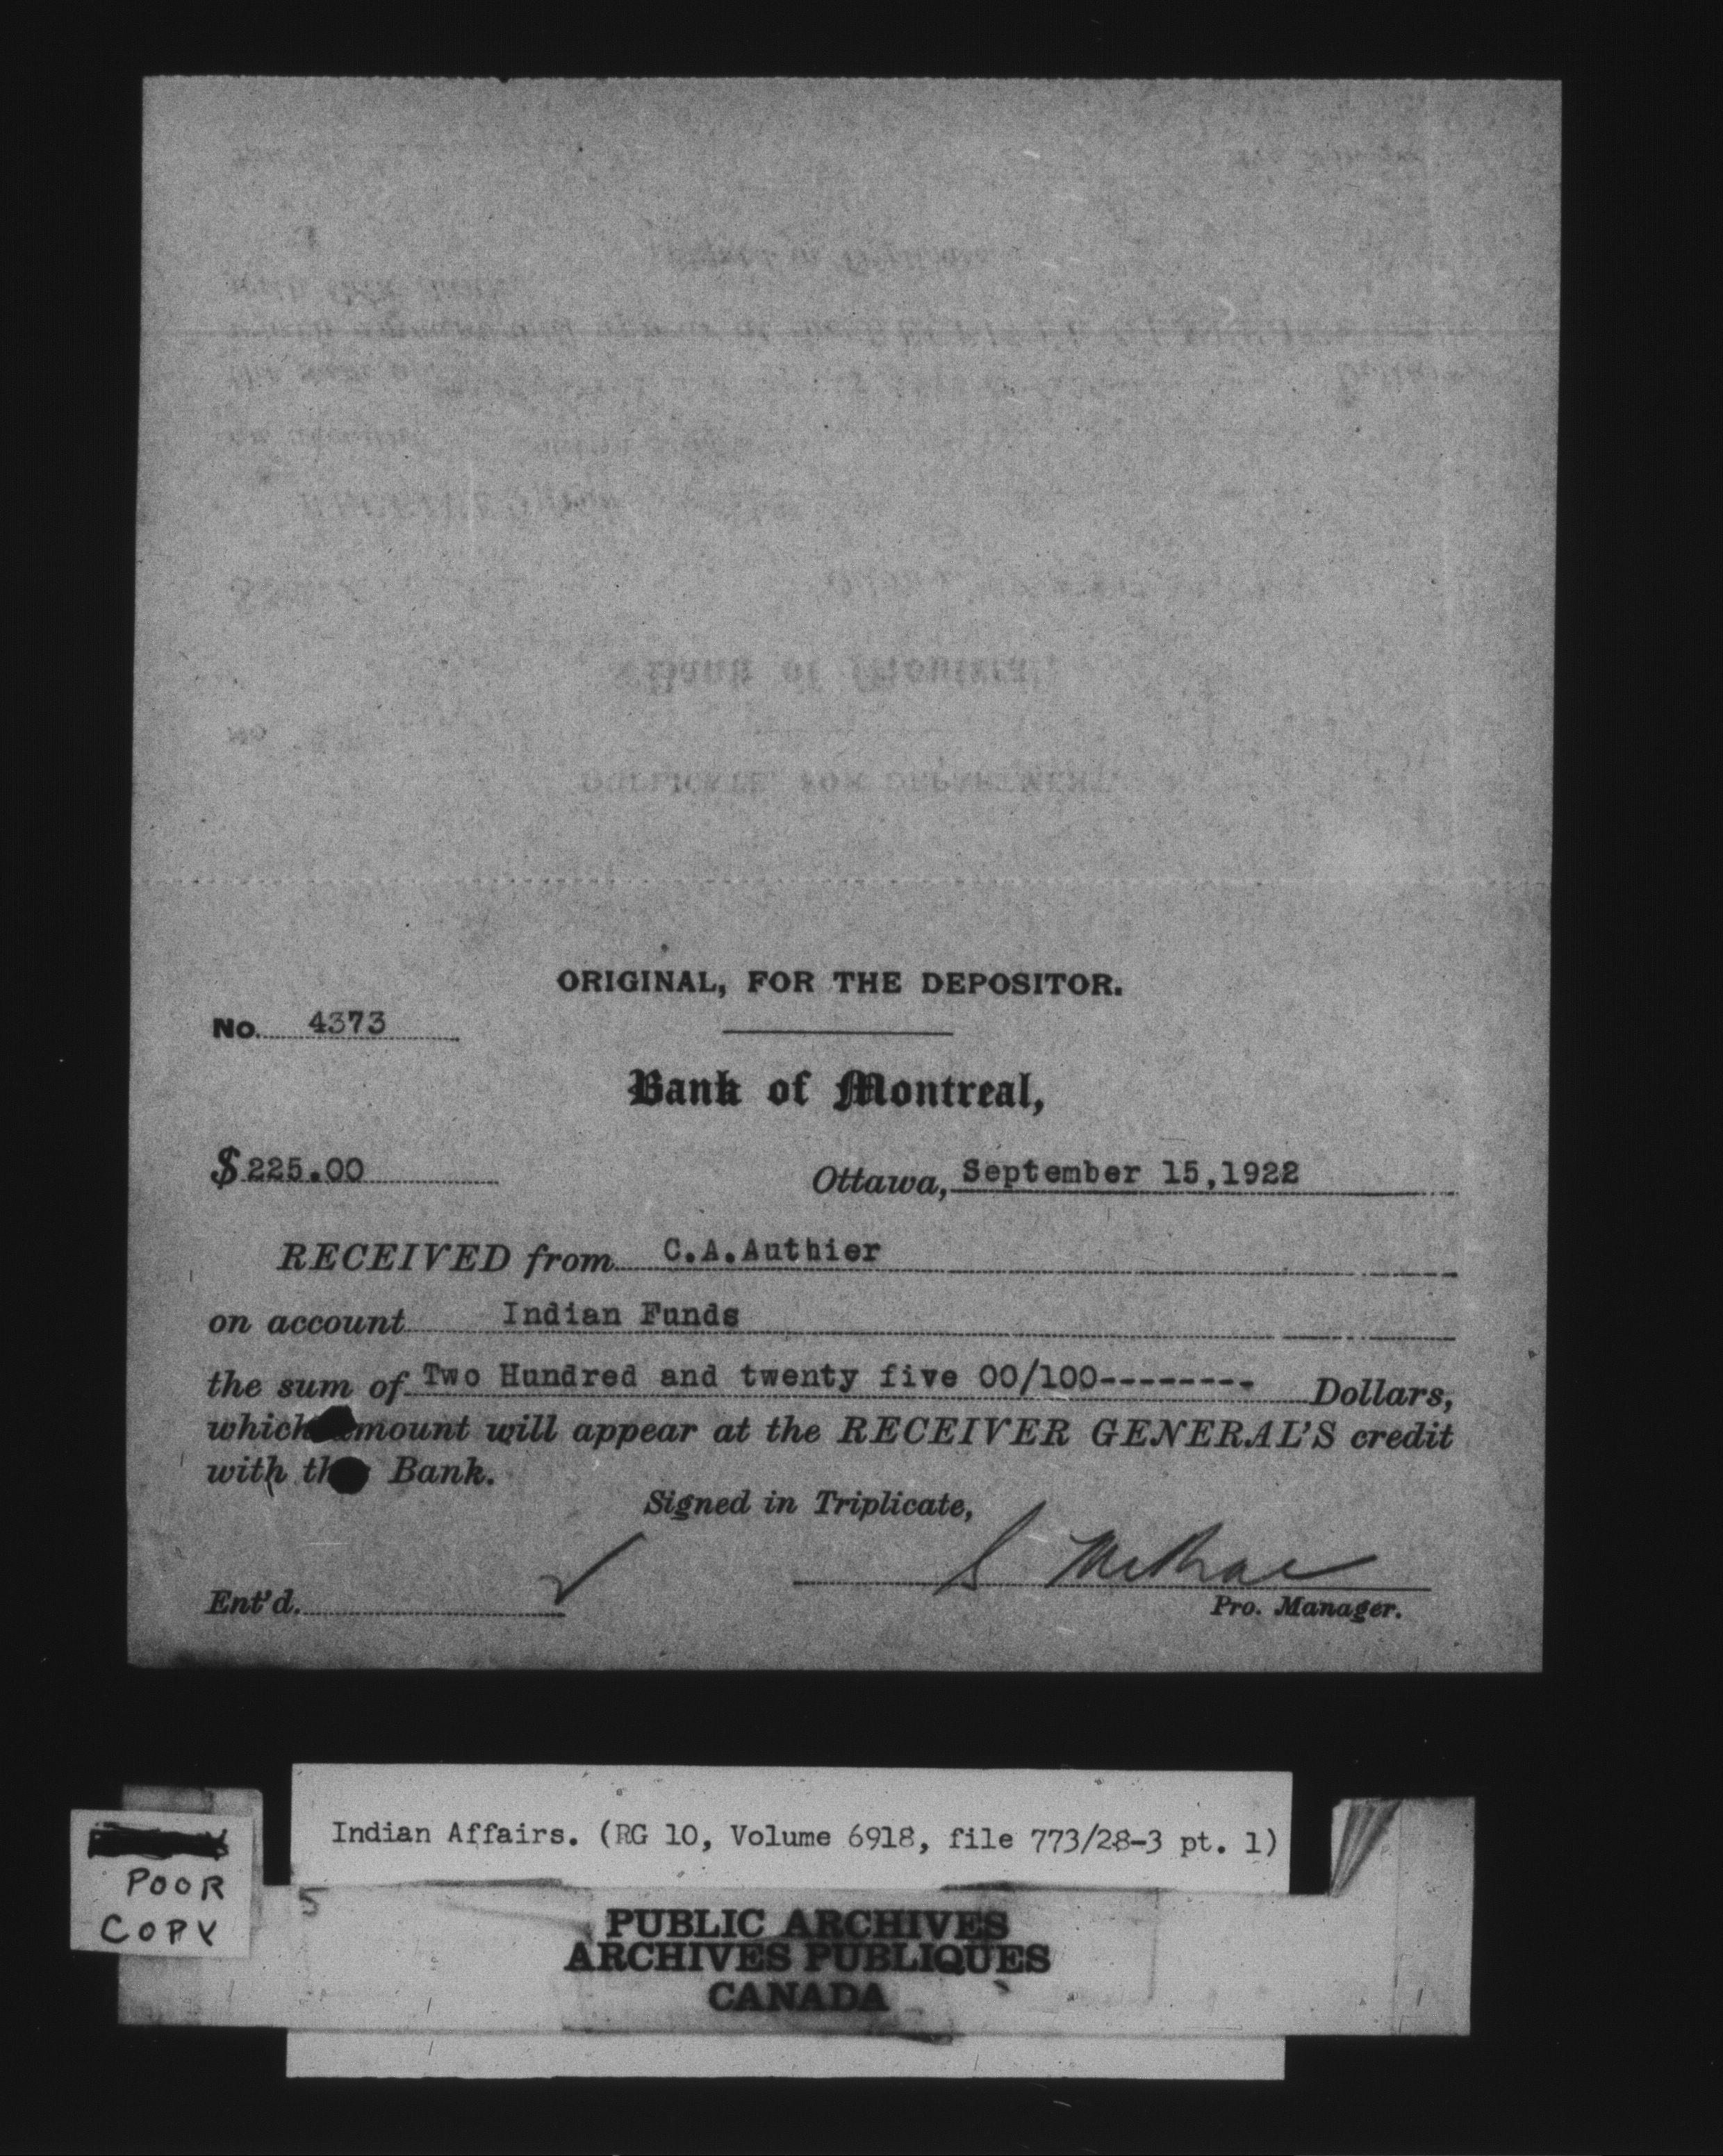 ORIGINAL, FOR THE DEPOSITOR.
No. 4373
Bank of Montreal,
$225.00
Ottawa, September 15,1922
RECEIVED from C.A.Authier
on account Indian Funds
the sum of Two Hundred and twenty five 00/100-------- Dollars,
which amount will appear at the RECEIVER GENERAL'S credit
with the Bank.
Signed in Triplicate,
S McRae
Ent'd.
Pro. Manager.
Indian Affairs. (RG 10, Volume 6918, file 773/28-3 pt. 1)
POOR
COPY
PUBLIC ARCHIVES
ARCHIVES PUBLIQUES
CANADA